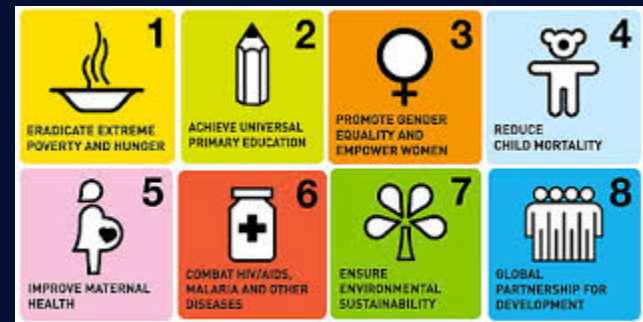 1
ERADICATE EXTREME
POVERTY AND HUNGER
2
ACHIEVE UNIVERSAL
PRIMARY EDUCATION
3
PROMOTE GENDER
EQUALITY AND
EMPOWER WOMEN
4
REDUCE
CHILD MORTALITY
5
IMPROVE MATERNAL
HEALTH
6
COMBAT HIV/AIDS,
MALARIA AND OTHER
DISEASES
7
ENSURE
ENVIRONMENTAL
SUSTAINABILITY
8
GLOBAL
PARTNERSHIP FOR
DEVELOPMENT